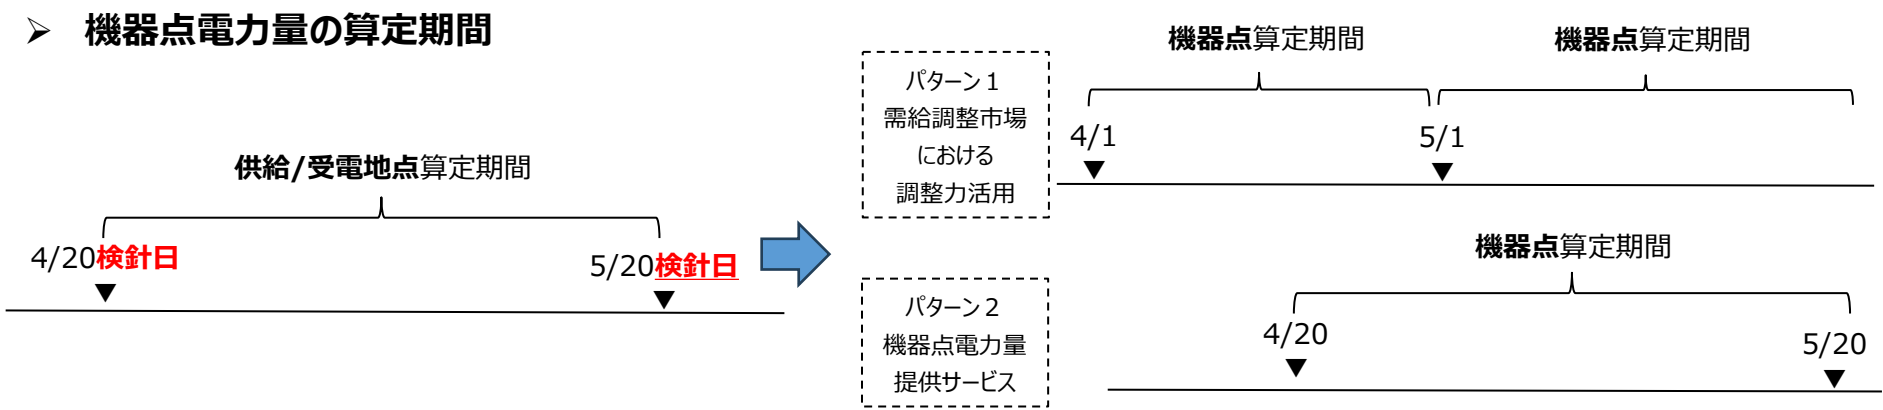 ➢ 機器点電力量の算定期間
供給/受電地点算定期間
4/20検針日
5/20検針日
パターン１
需給調整市場
における
調整力活用
機器点算定期間
機器点算定期間
4/1
5/1
パターン２
機器点電力量
提供サービス
機器点算定期間
4/20
5/20